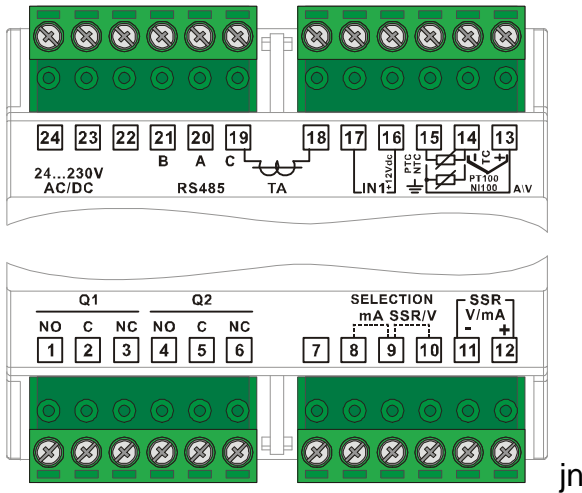 24 23 22 21 20 19 18 17 16 15 14 13
B A C
24...230V
AC/DC
RS485
TA
IN1
+12Vdc
PTC
NTC
TC
- +
PT100
NI100
A\V
Q1 Q2 SELECTION SSR
mA SSR/V V/mA
NO C NC NO C NC - +
1 2 3 4 5 6 7 8 9 10 11 12
jn